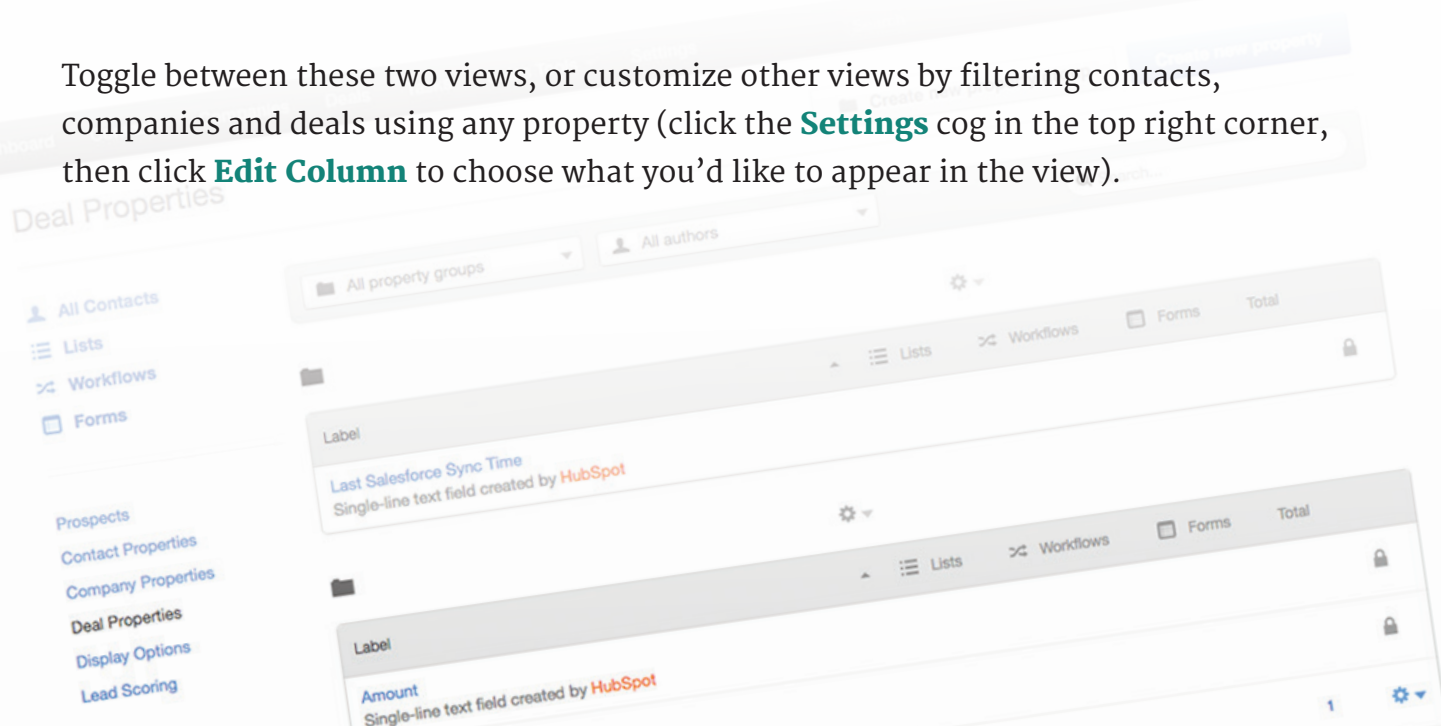 Toggle between these two views, or customize other views by filtering contacts,
companies and deals using any property (click the Settings cog in the top right corner,
then click Edit Column to choose what you’d like to appear in the view).
Deal Properties
All property groups
All authors
All Contacts
Lists
Workflows
Forms
Lists Workflows Forms Total
Label
Last Salesforce Sync Time
Single-line text field created by HubSpot
Prospects
Contact Properties
Company Properties
Deal Properties
Display Options
Lead Scoring
Lists Workflows Forms Total
Label
Amount
Single-line text field created by HubSpot
1